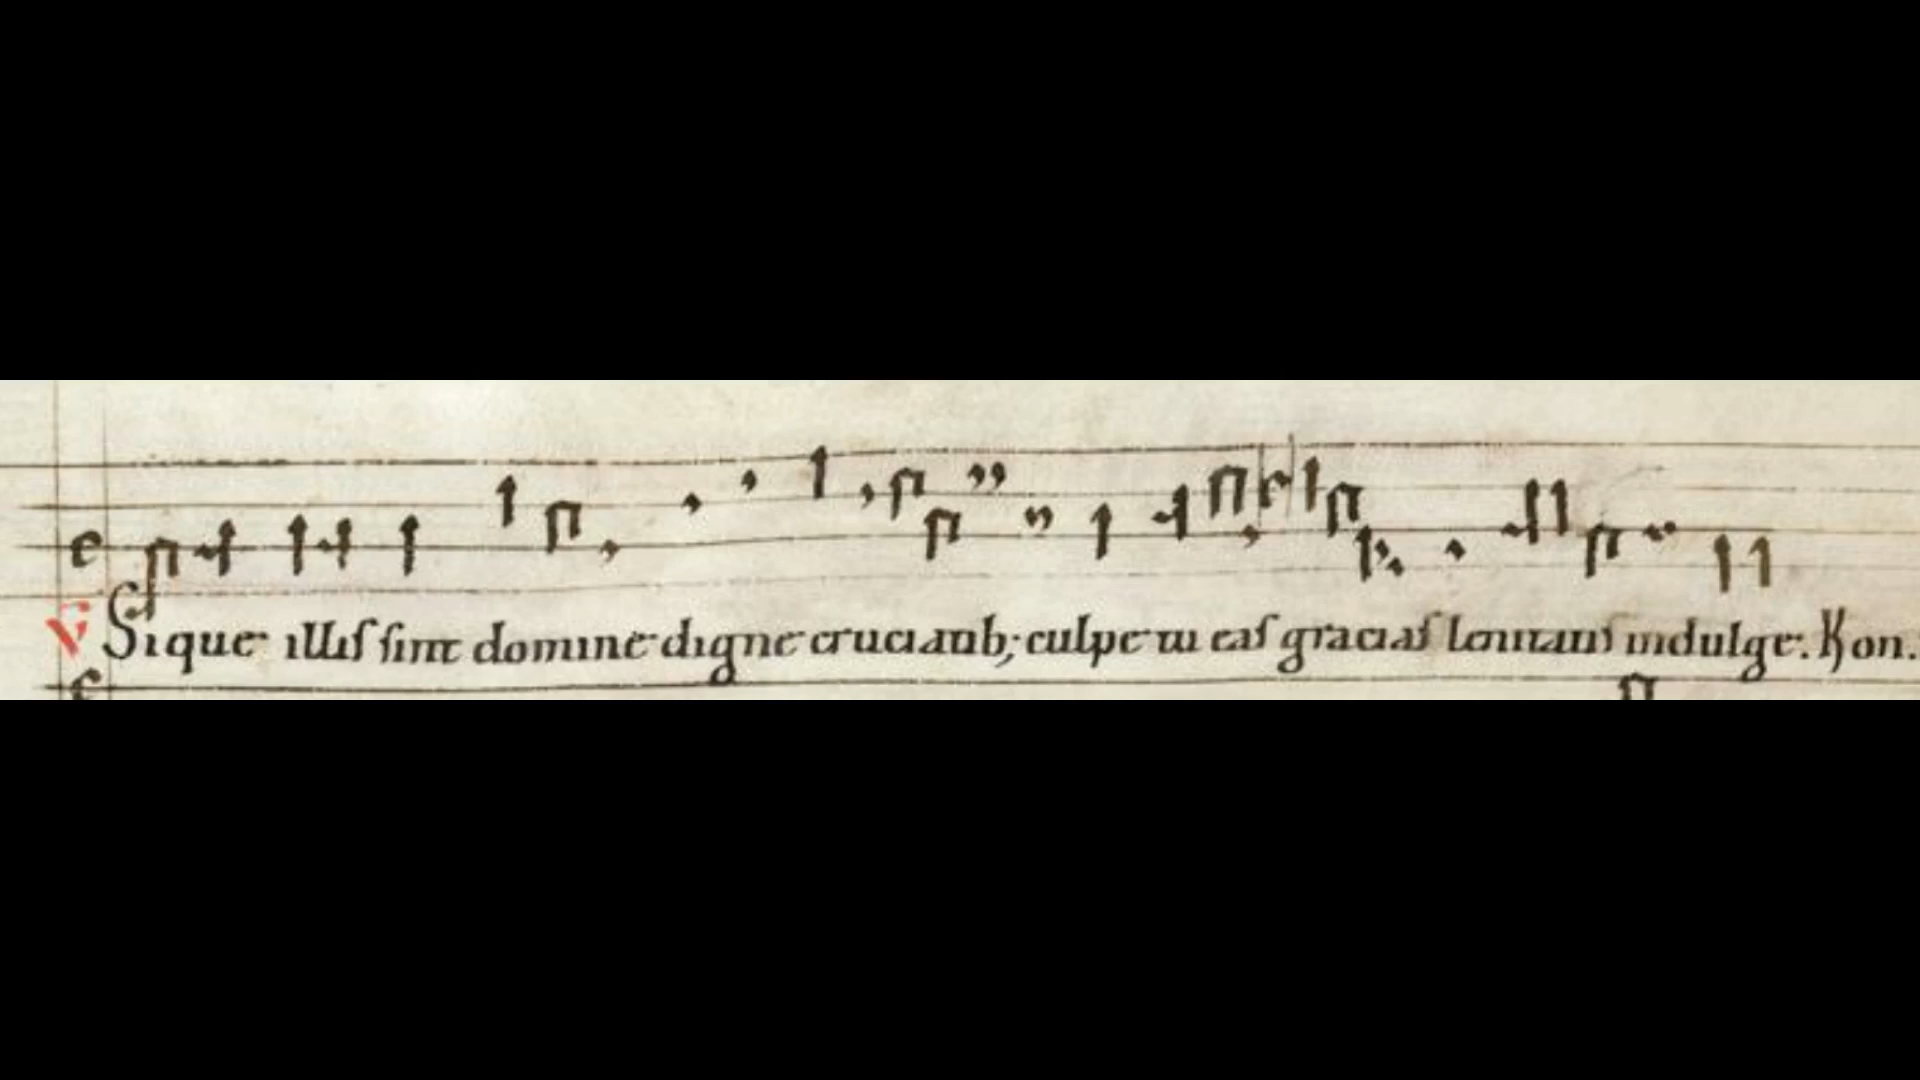 V Sique illis sint domine digne cruciatib; culpe tu eas gracias lenitatis indulge. Kon.